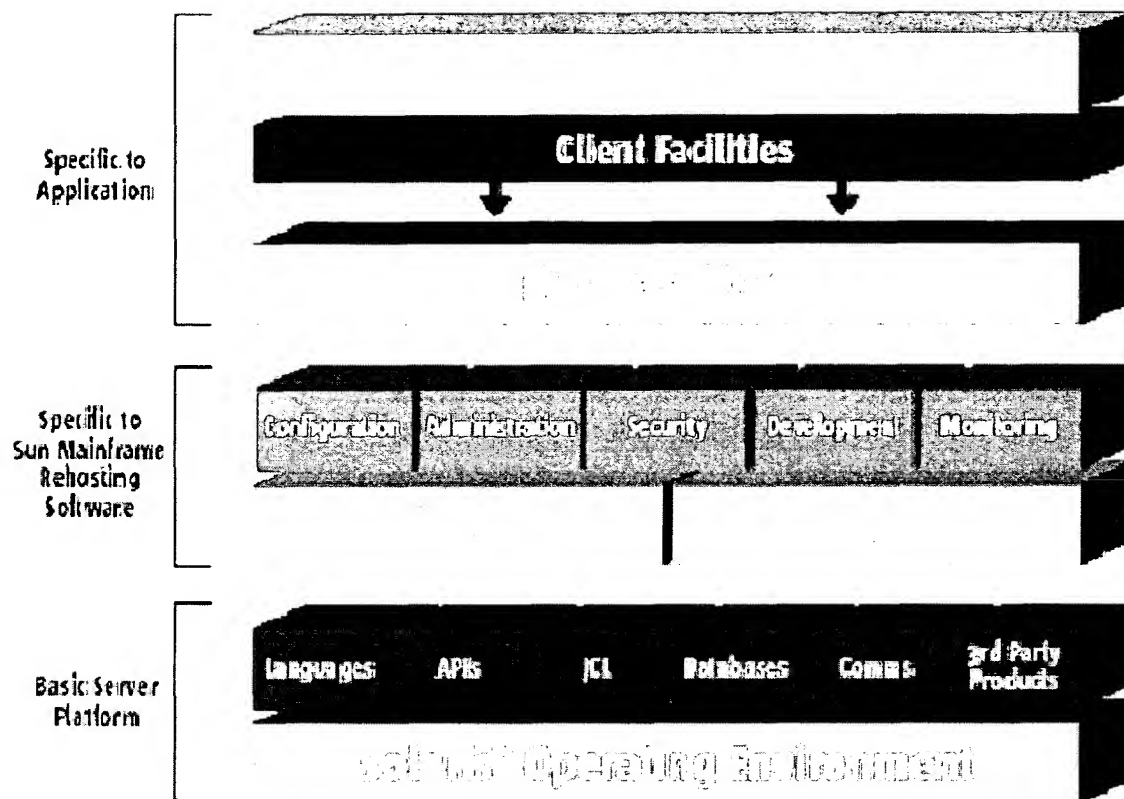 Specific to
Application
Client Facilities
Specific to
Sun Mainframe
Rehosting
Software
Configuration
Administration
Security
Development
Monitoring
Basic Server
Platform
Languages
APIs
JCL
Databases
Comms
3rd Party
Products
Operating Environment